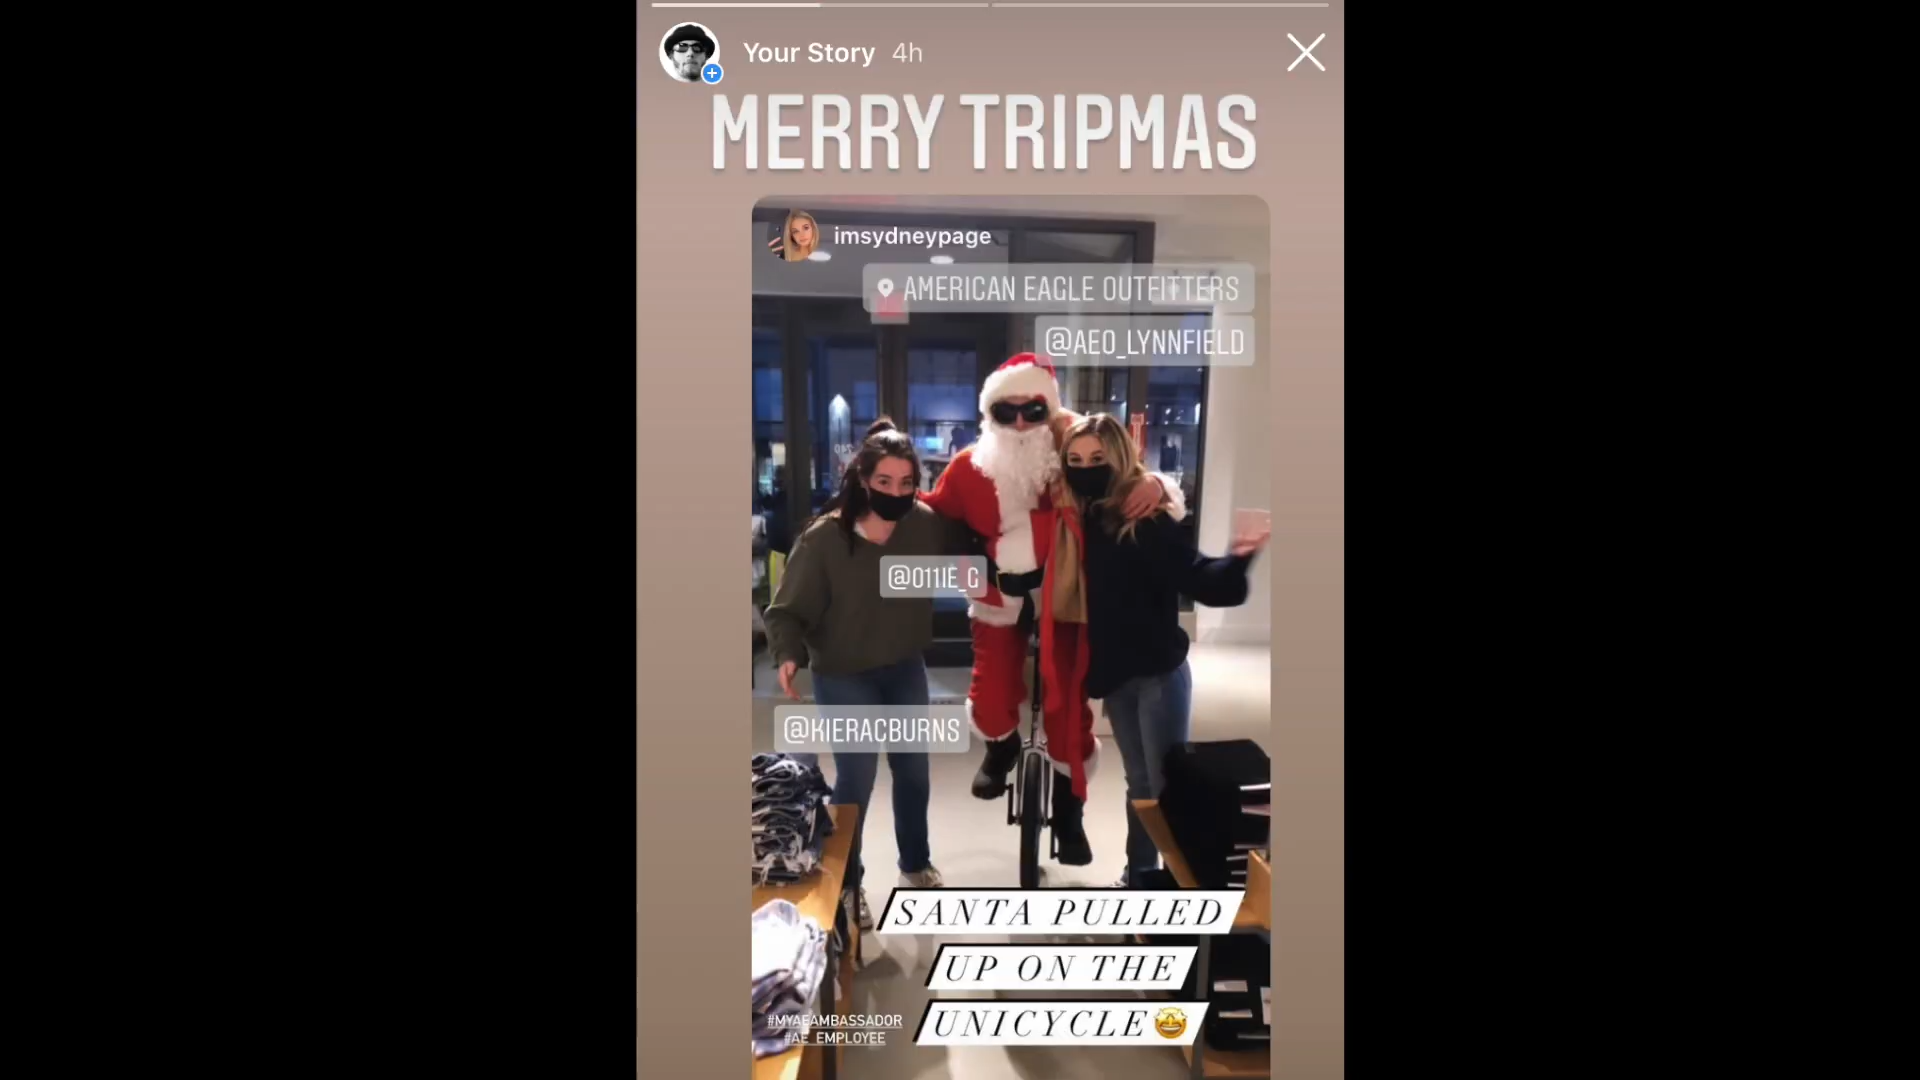 Your Story 4h
MERRY TRIPMAS
imsydneypage
AMERICAN EAGLE OUTFITTERS
@AEO_LYNNFIELD
@O11IE_G
@KIERACBURNS
SANTA PULLED
UP ON THE
UNICYCLE🤩
#MYAEAMBASSADOR
#AE_EMPLOYEE